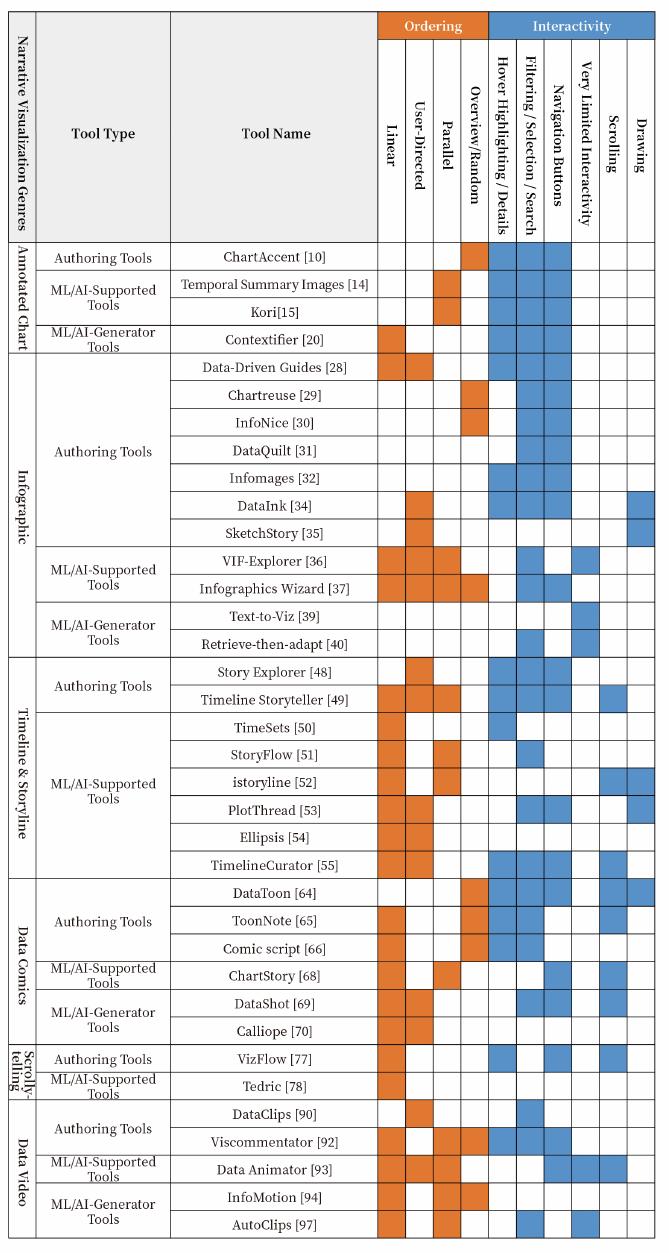 Ordering
Interactivity
Narrative Visualization Genres
Tool Type
Tool Name
Linear
User-Directed
Parallel
Overview/Random
Hover Highlighting / Details
Filtering / Selection / Search
Navigation Buttons
Very Limited Interactivity
Scrolling
Drawing
Annotated Chart
Authoring Tools
ChartAccent [10]
ML/AI-Supported
Tools
Temporal Summary Images [14]
Kori[15]
ML/AI-Generator
Tools
Contextifier [20]
Infographic
Authoring Tools
Data-Driven Guides [28]
Chartreuse [29]
InfoNice [30]
DataQuilt [31]
Infomages [32]
DataInk [34]
SketchStory [35]
ML/AI-Supported
Tools
VIF-Explorer [36]
Infographics Wizard [37]
ML/AI-Generator
Tools
Text-to-Viz [39]
Retrieve-then-adapt [40]
Timeline & Storyline
Authoring Tools
Story Explorer [48]
Timeline Storyteller [49]
ML/AI-Supported
Tools
TimeSets [50]
StoryFlow [51]
istoryline [52]
PlotThread [53]
Ellipsis [54]
TimelineCurator [55]
Data Comics
Authoring Tools
DataToon [64]
ToonNote [65]
Comic script [66]
ML/AI-Supported
Tools
ChartStory [68]
ML/AI-Generator
Tools
DataShot [69]
Calliope [70]
Scrolly-
telling
Authoring Tools
VizFlow [77]
ML/AI-Supported
Tools
Tedric [78]
Data Video
Authoring Tools
DataClips [90]
Viscommentator [92]
ML/AI-Supported
Tools
Data Animator [93]
ML/AI-Generator
Tools
InfoMotion [94]
AutoClips [97]